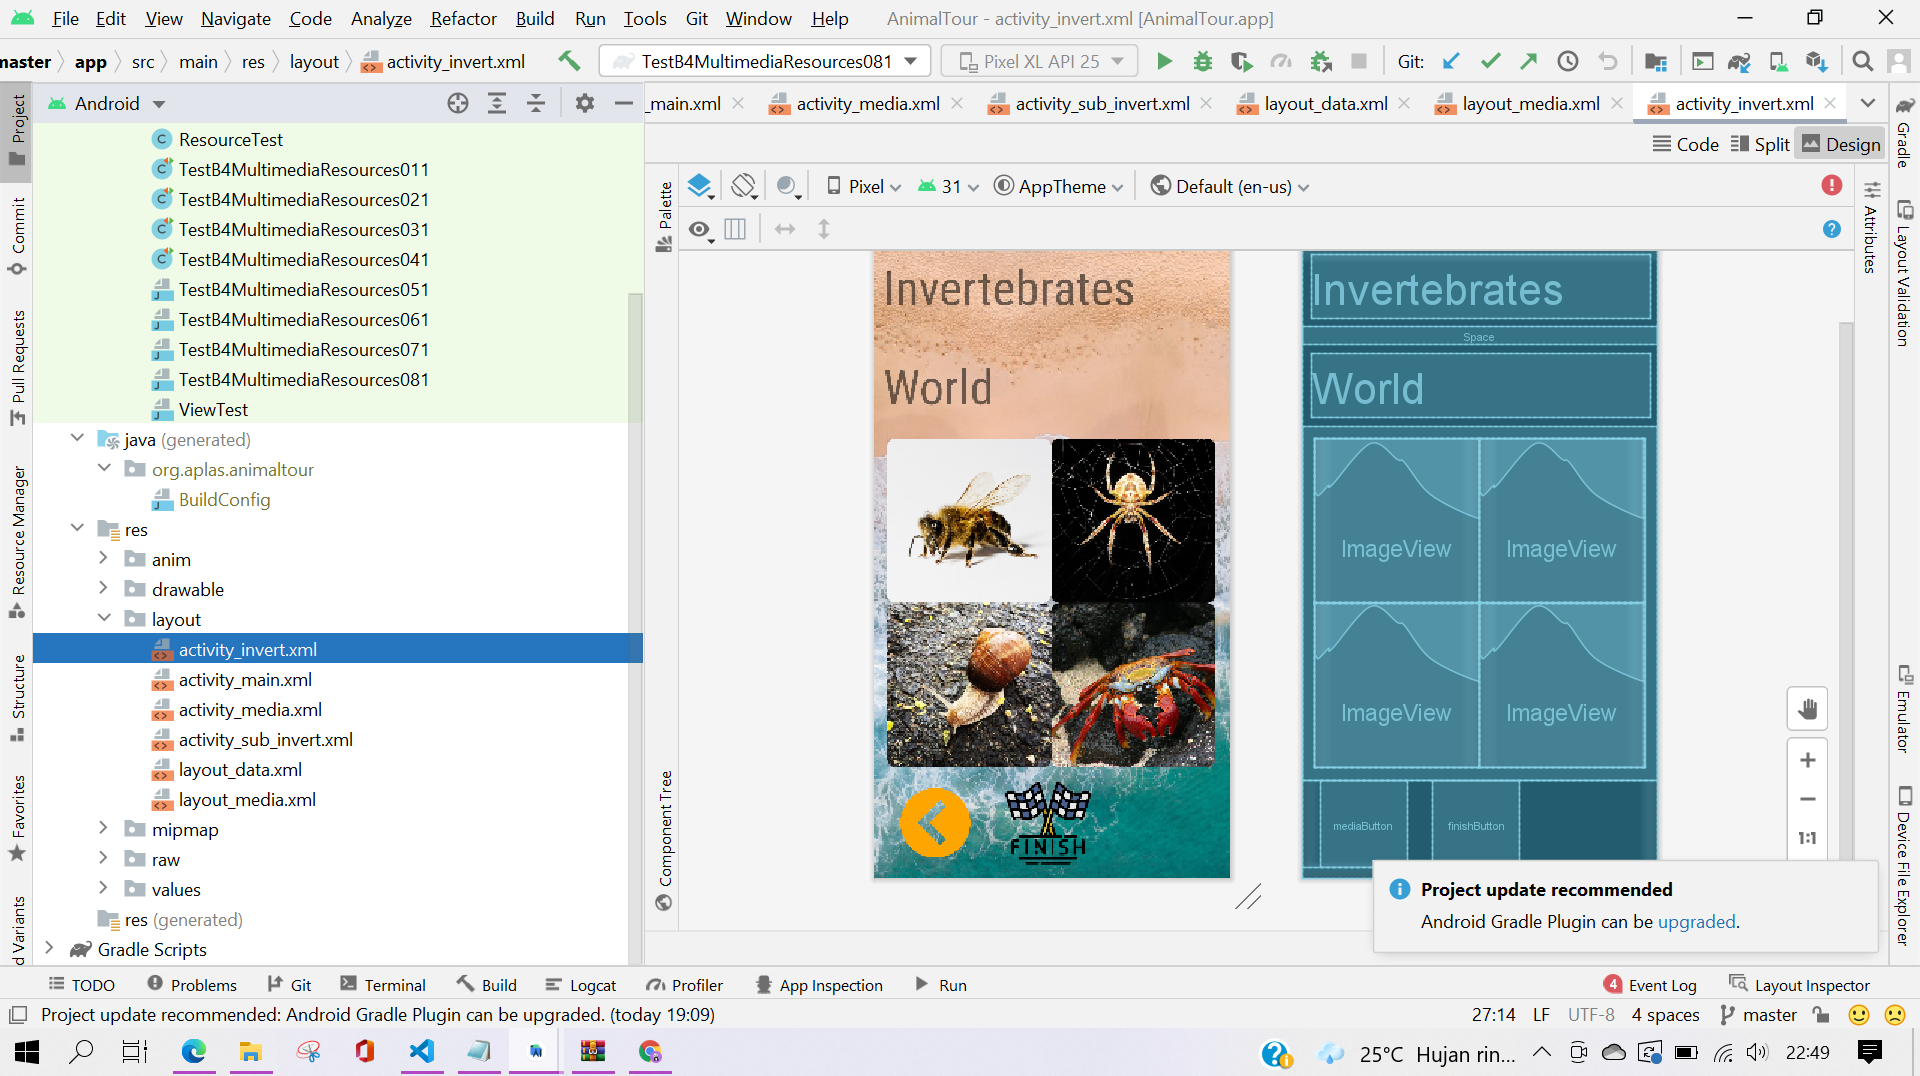 File Edit View Navigate Code Analyze Refactor Build Run Tools Git Window Help AnimalTour - activity_invert.xml [AnimalTour.app]
master app src main res layout activity_invert.xml TestB4MultimediaResources081 Pixel XL API 25 Git:
Android
_main.xml activity_media.xml activity_sub_invert.xml layout_data.xml layout_media.xml activity_invert.xml
Code Split Design
Pixel 31 AppTheme Default (en-us)
Project
Commit
Pull Requests
Resource Manager
Structure
Favorites
d Variants
ResourceTest
TestB4MultimediaResources011
TestB4MultimediaResources021
TestB4MultimediaResources031
TestB4MultimediaResources041
TestB4MultimediaResources051
TestB4MultimediaResources061
TestB4MultimediaResources071
TestB4MultimediaResources081
ViewTest
java (generated)
org.aplas.animaltour
BuildConfig
res
anim
drawable
layout
activity_invert.xml
activity_main.xml
activity_media.xml
activity_sub_invert.xml
layout_data.xml
layout_media.xml
mipmap
raw
values
res (generated)
Gradle Scripts
Palette
Component Tree
Invertebrates
World
FINISH
Invertebrates
Space
World
ImageView ImageView
ImageView ImageView
mediaButton finishButton
1:1
Attributes
Gradle
Layout Validation
Emulator
Device File Explorer
Project update recommended
Android Gradle Plugin can be upgraded.
TODO Problems Git Terminal Build Logcat Profiler App Inspection Run 4 Event Log Layout Inspector
Project update recommended: Android Gradle Plugin can be upgraded. (today 19:09) 27:14 LF UTF-8 4 spaces master
25°C Hujan rin... 22:49